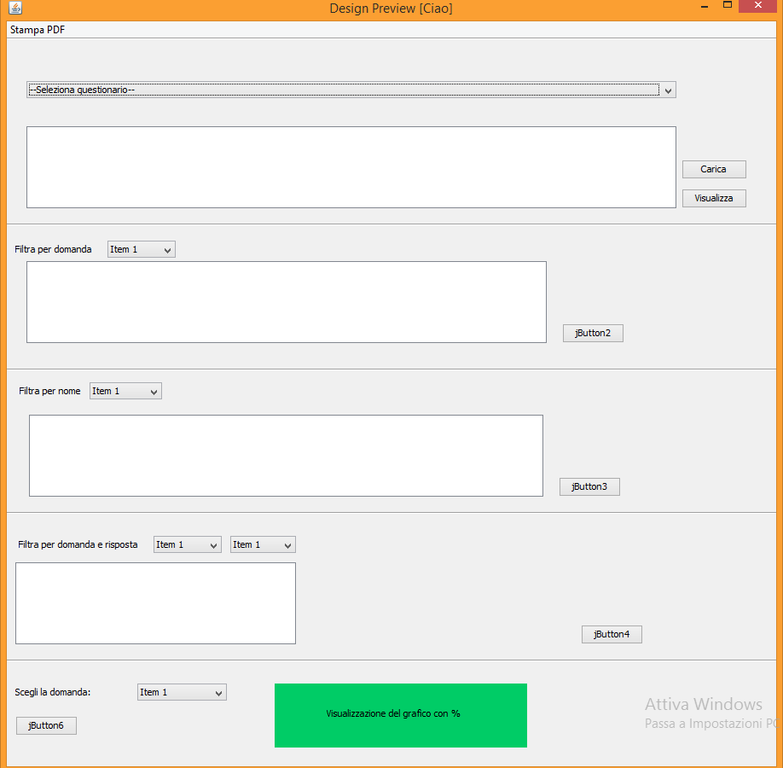 Design Preview [Ciao]
Stampa PDF
--Seleziona questionario--
Carica
Visualizza
Filtra per domanda Item 1
jButton2
Filtra per nome Item 1
jButton3
Filtra per domanda e risposta Item 1 Item 1
jButton4
Scegli la domanda: Item 1
Visualizzazione del grafico con %
jButton6
Attiva Windows
Passa a Impostazioni PC